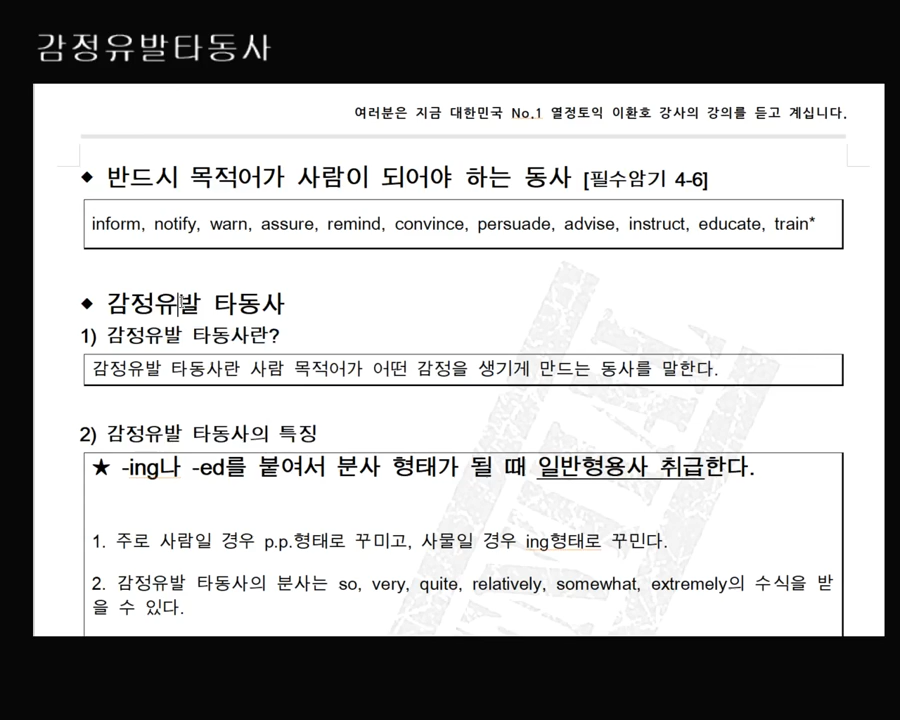 감정유발타동사
여러분은 지금 대한민국 No.1 열정토익 이환호 강사의 강의를 듣고 계십니다.
◆ 반드시 목적어가 사람이 되어야 하는 동사 [필수암기 4-6]
inform, notify, warn, assure, remind, convince, persuade, advise, instruct, educate, train*
◆ 감정유발 타동사
1) 감정유발 타동사란?
감정유발 타동사란 사람 목적어가 어떤 감정을 생기게 만드는 동사를 말한다.
2) 감정유발 타동사의 특징
★ -ing나 -ed를 붙여서 분사 형태가 될 때 일반형용사 취급한다.
1. 주로 사람일 경우 p.p.형태로 꾸미고, 사물일 경우 ing형태로 꾸민다.
2. 감정유발 타동사의 분사는 so, very, quite, relatively, somewhat, extremely의 수식을 받
을 수 있다.